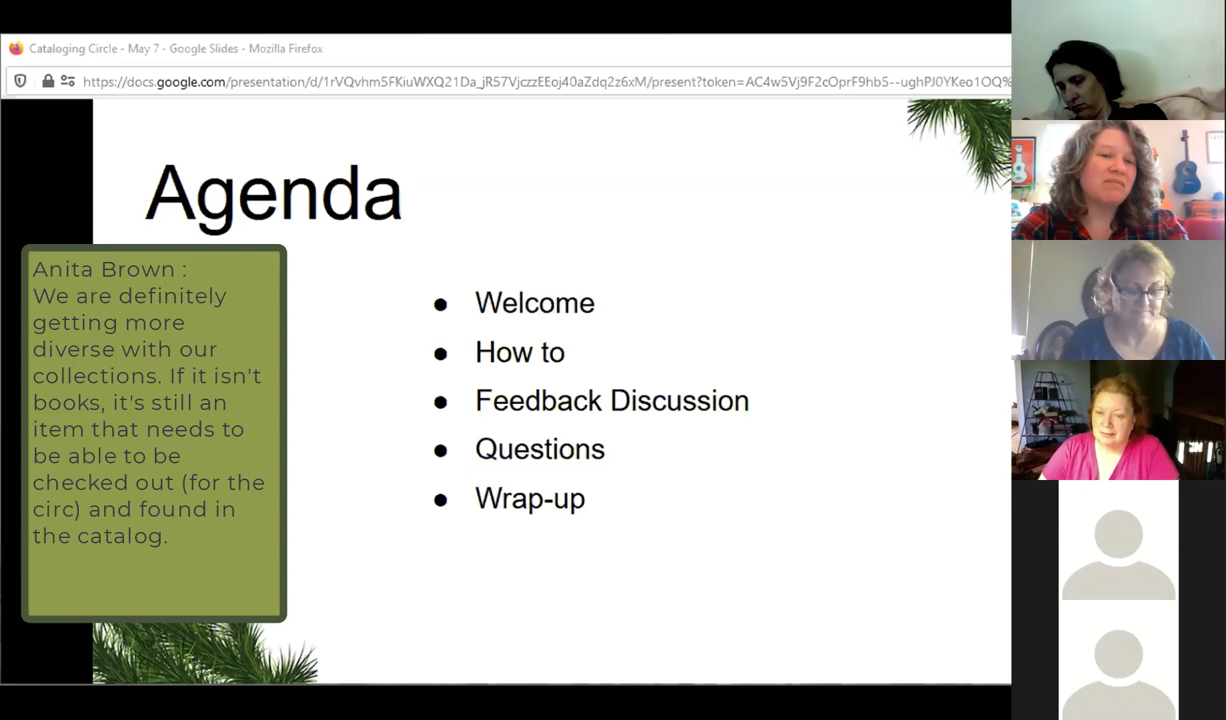 Cataloging Circle - May 7 - Google Slides - Mozilla Firefox
https://docs.google.com/presentation/d/1rVQvhm5FKiuWXQ21Da_jR57VjczzEEoj40aZdq2z6xM/present?token=AC4w5Vj9F2cOprF9hb5--ughPJ0YKeo1OQ%
Agenda
Anita Brown :
We are definitely
getting more
diverse with our
collections. If it isn't
books, it's still an
item that needs to
be able to be
checked out (for the
circ) and found in
the catalog.
● Welcome
● How to
● Feedback Discussion
● Questions
● Wrap-up